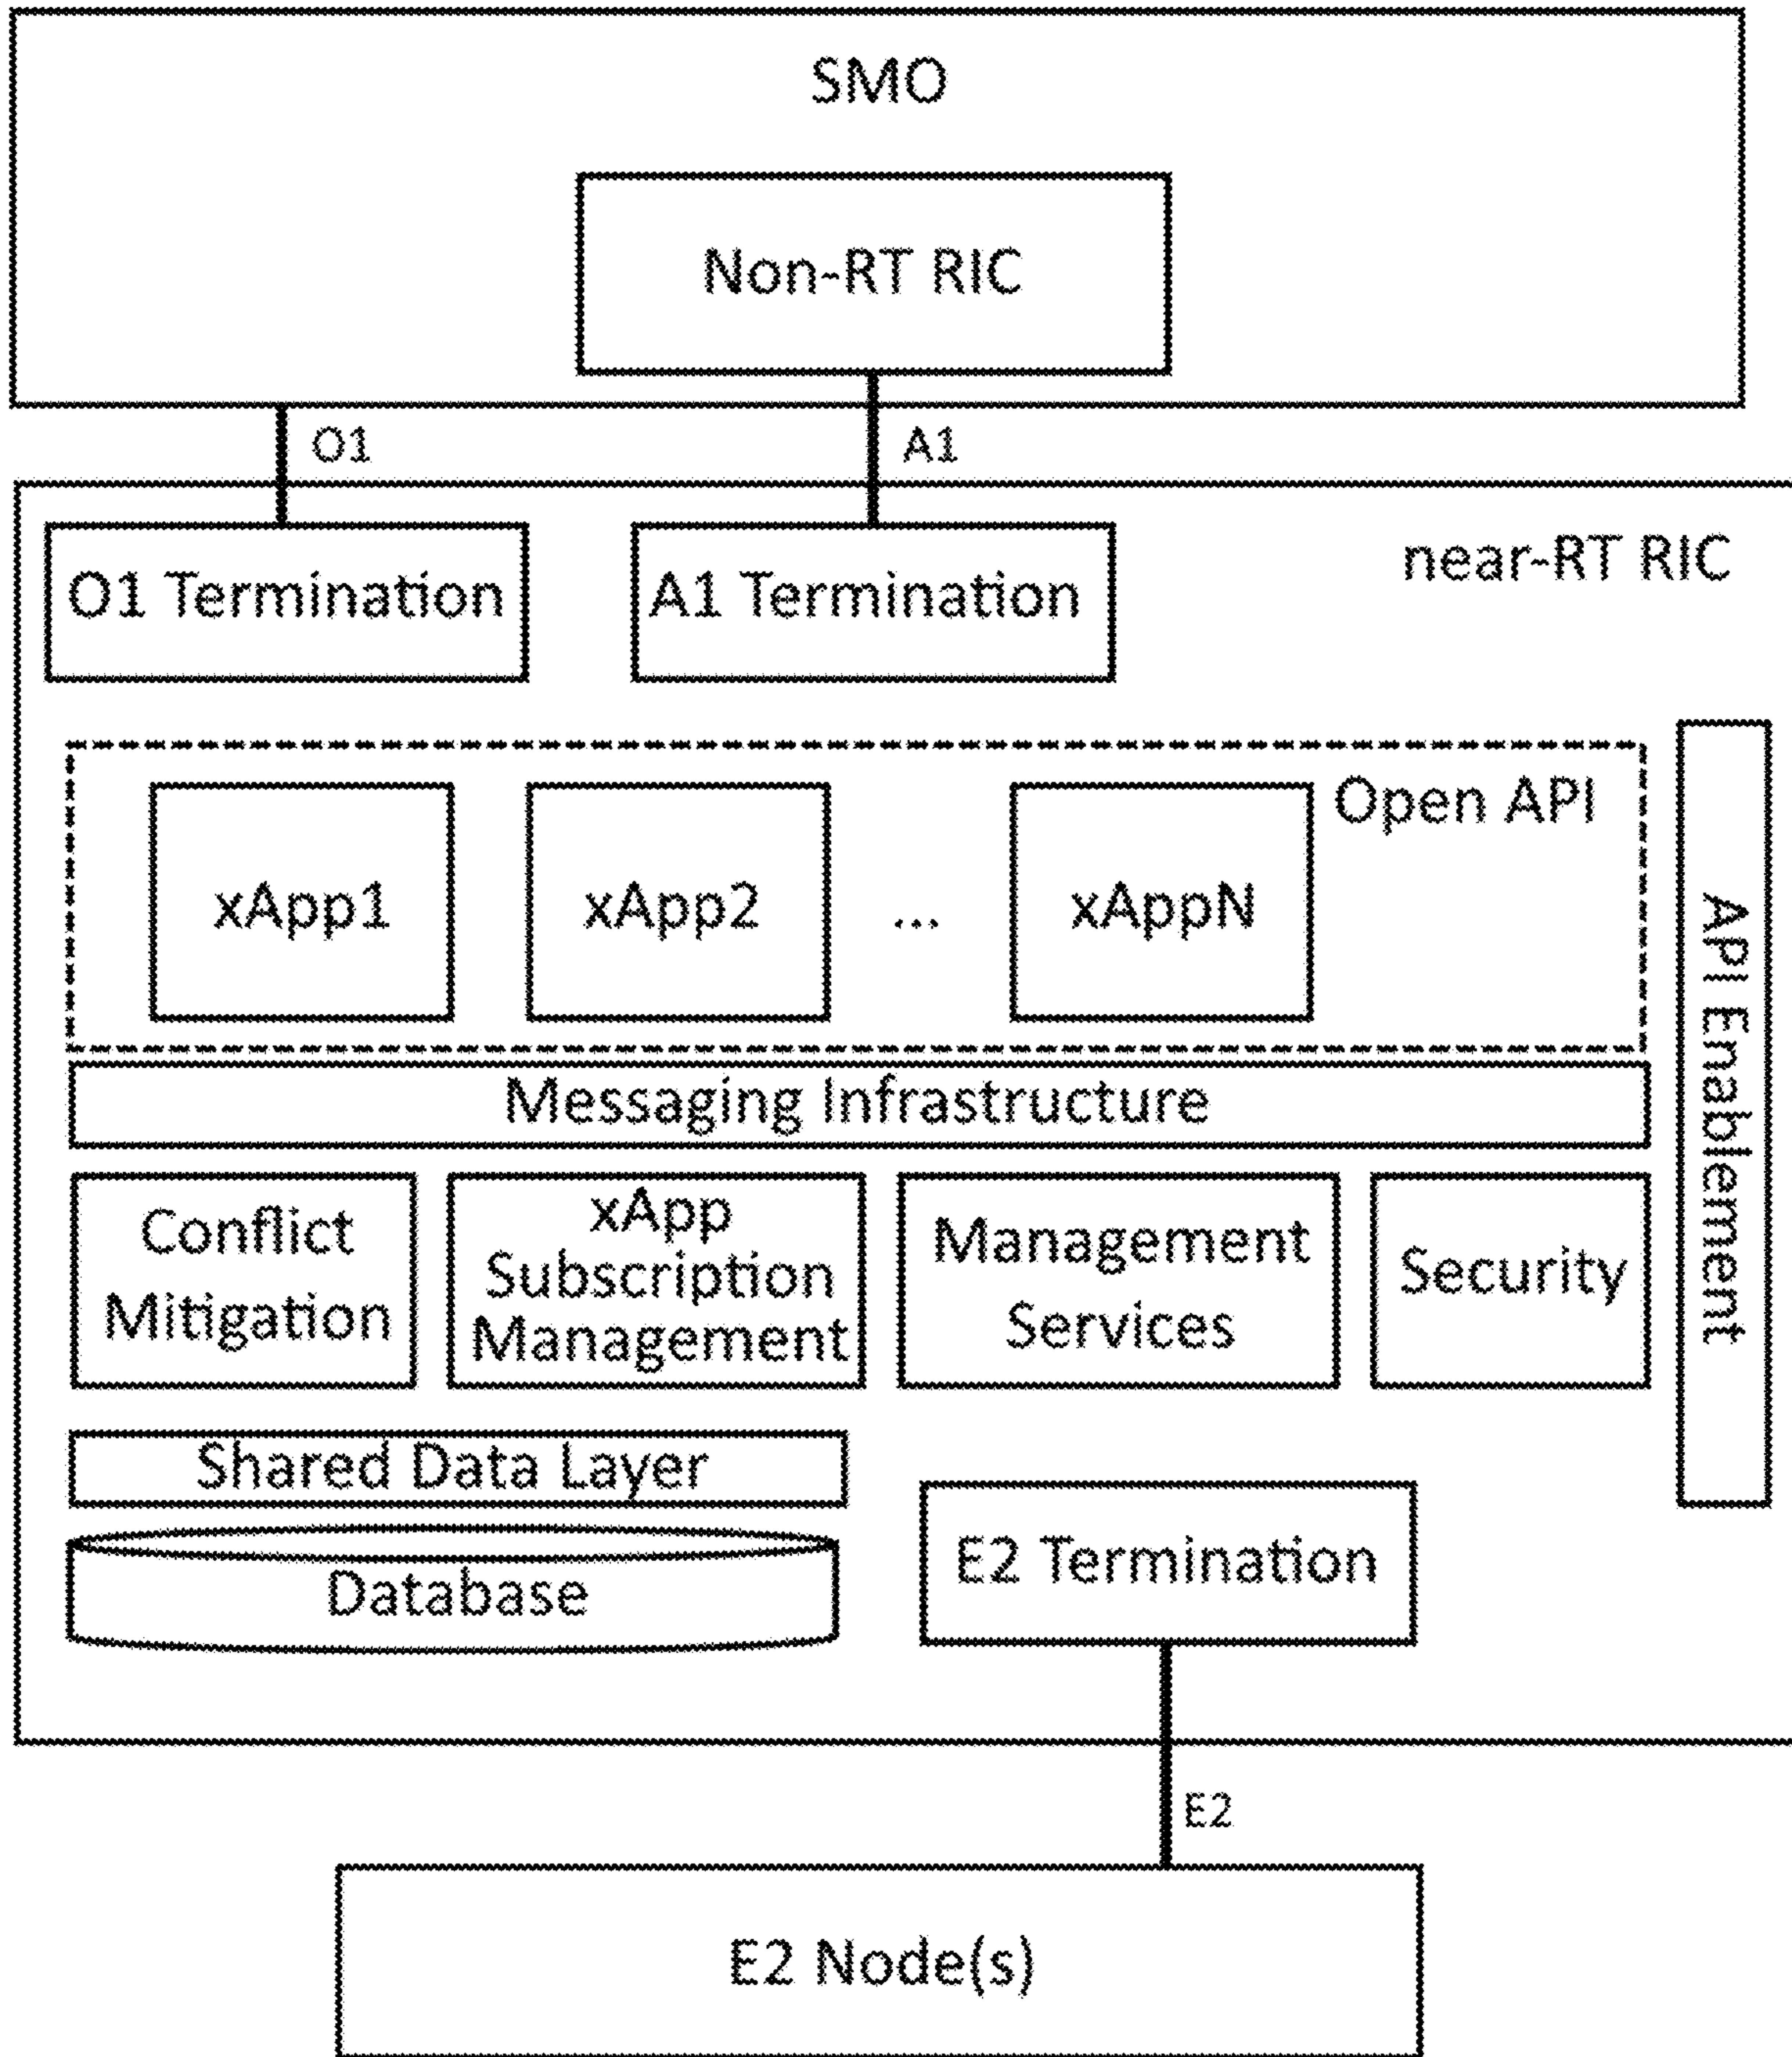 SMO
Non-RT RIC
O1
A1
near-RT RIC
O1 Termination
A1 Termination
Open API
xApp1
xApp2
...
xAppN
API Enablement
Messaging Infrastructure
Conflict
Mitigation
xApp
Subscription
Management
Management
Services
Security
Shared Data Layer
Database
E2 Termination
E2
E2 Node(s)